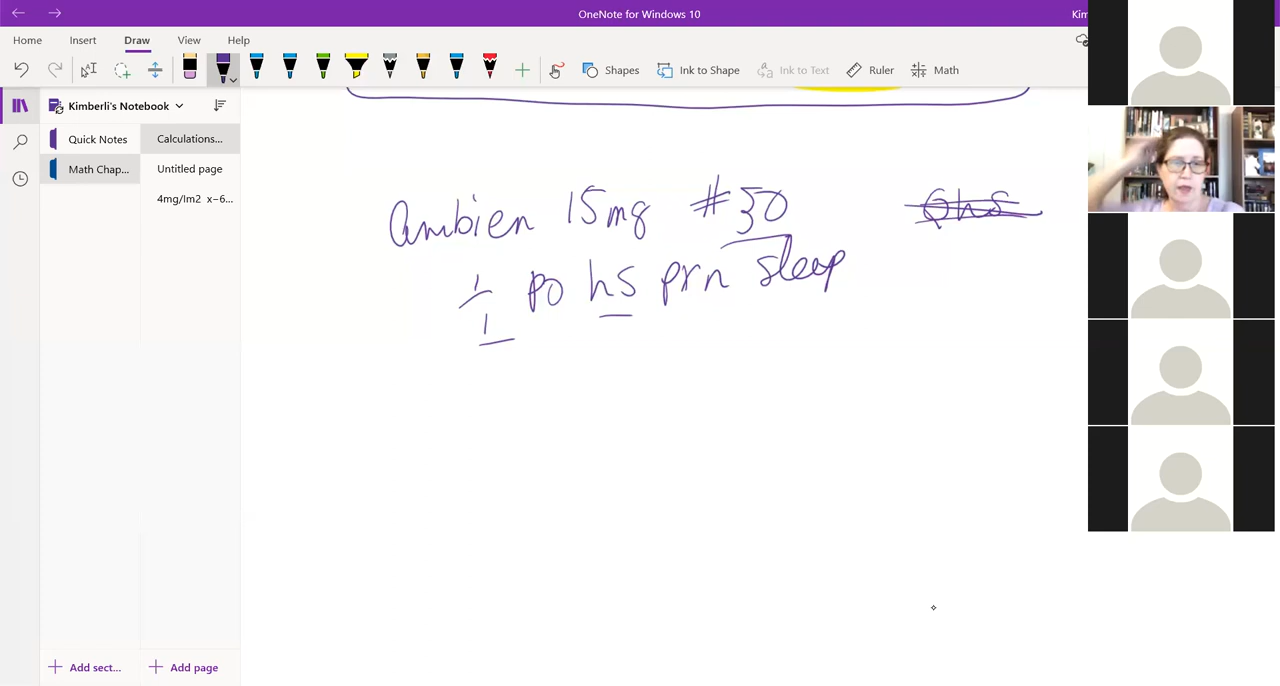 OneNote for Windows 10 Kim
Home Insert Draw View Help
Shapes Ink to Shape Ink to Text Ruler Math
Kimberli's Notebook
Quick Notes Calculations...
Math Chap... Untitled page
4mg/lm2 x-6...
Ambien 15mg #30 qhs
po hs prn sleep
Add sect... Add page